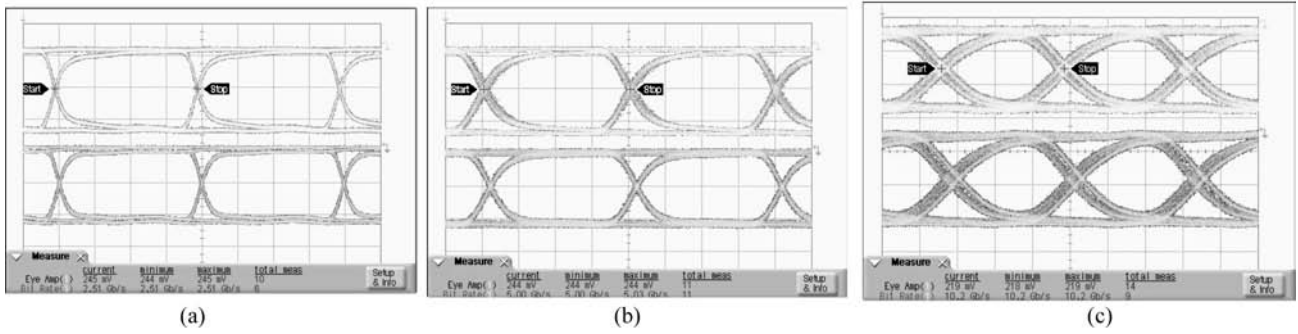 Start
Stop
Measure
current minimum maximum total meas
Eye Amp( ) 245 mV 244 mV 245 mV 10
Bit Rate( ) 2.51 Gb/s 2.51 Gb/s 2.51 Gb/s 6
Setup
& Info
(a)
Start
Stop
Measure
current minimum maximum total meas
Eye Amp( ) 244 mV 244 mV 244 mV 11
Bit Rate( ) 5.00 Gb/s 5.00 Gb/s 5.03 Gb/s 11
Setup
& Info
(b)
Start
Stop
Measure
current minimum maximum total meas
Eye Amp( ) 219 mV 218 mV 219 mV 14
Bit Rate( ) 10.2 Gb/s 10.2 Gb/s 10.2 Gb/s 9
Setup
& Info
(c)